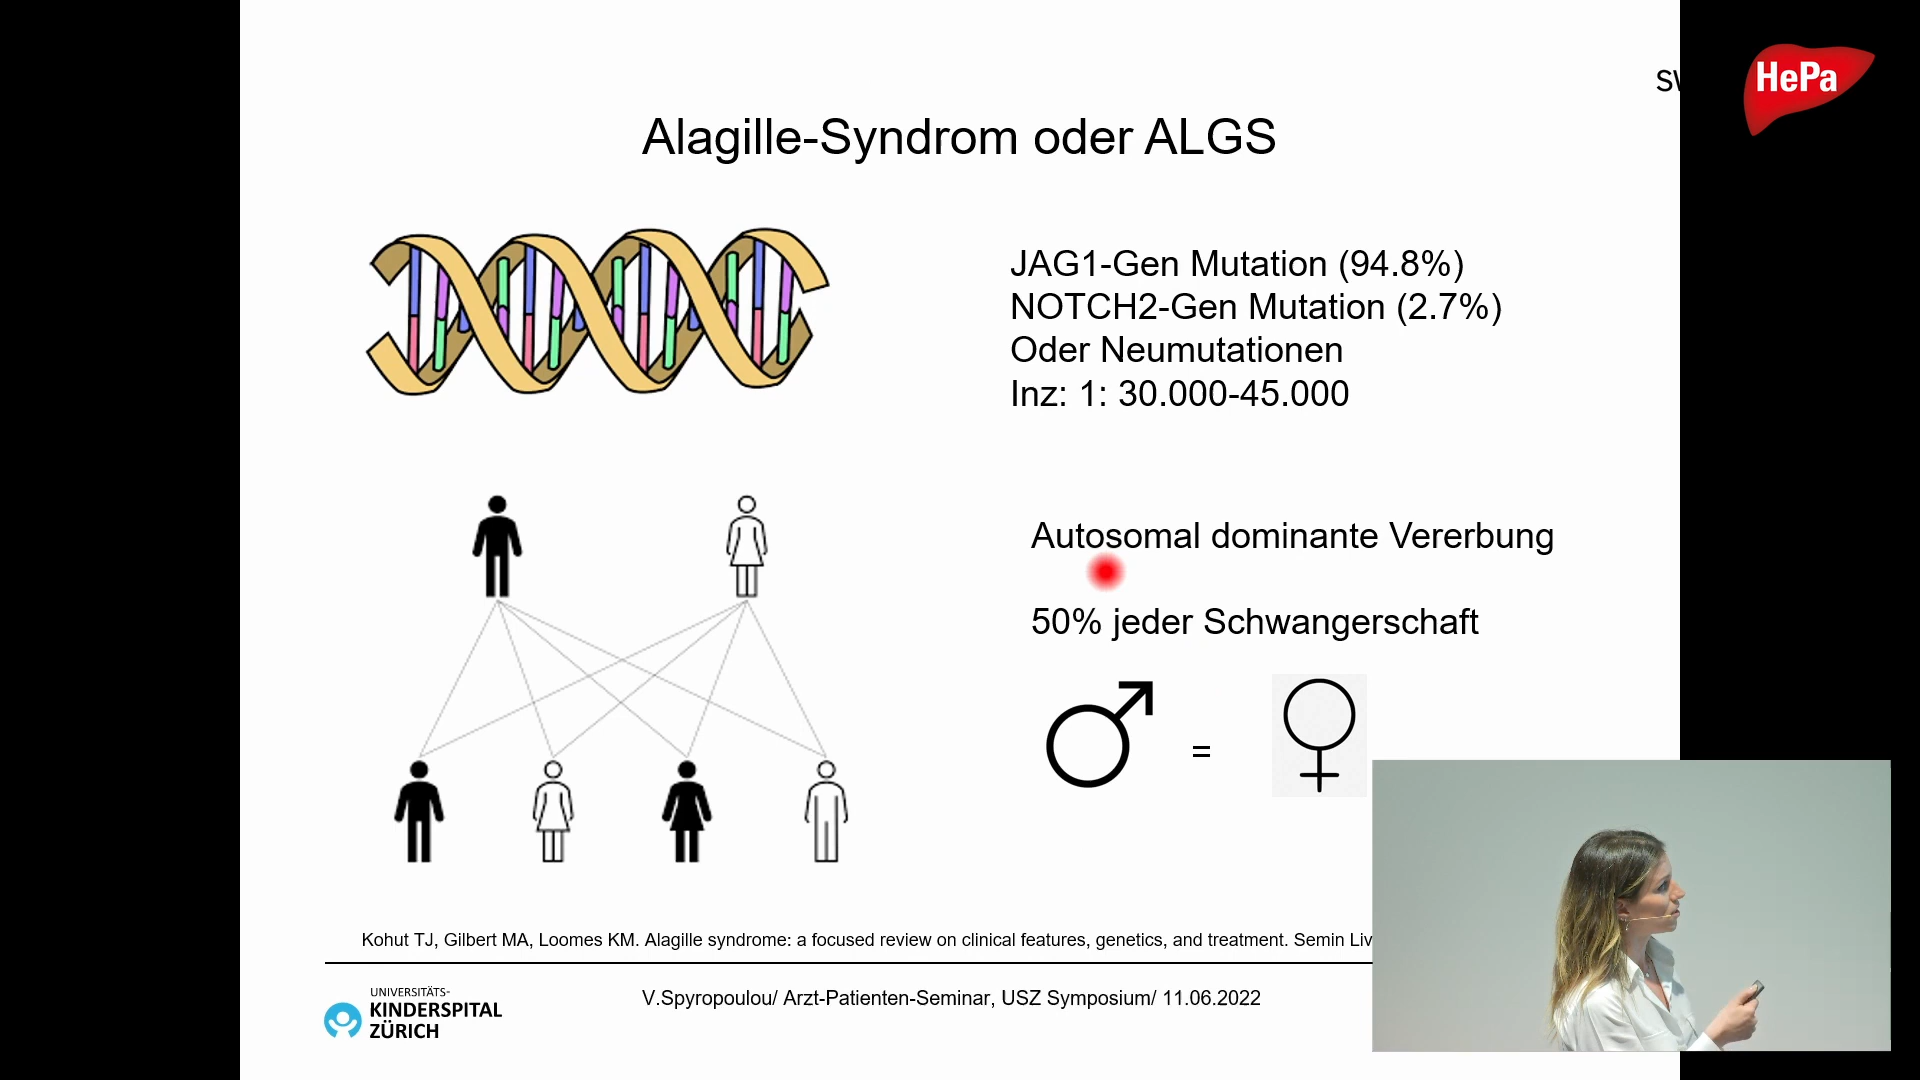 HePa
Alagille-Syndrom oder ALGS
JAG1-Gen Mutation (94.8%)
NOTCH2-Gen Mutation (2.7%)
Oder Neumutationen
Inz: 1: 30.000-45.000
Autosomal dominante Vererbung
50% jeder Schwangerschaft
=
Kohut TJ, Gilbert MA, Loomes KM. Alagille syndrome: a focused review on clinical features, genetics, and treatment. Semin Liv
UNIVERSITÄTS-
KINDERSPITAL
ZÜRICH
V.Spyropoulou/ Arzt-Patienten-Seminar, USZ Symposium/ 11.06.2022